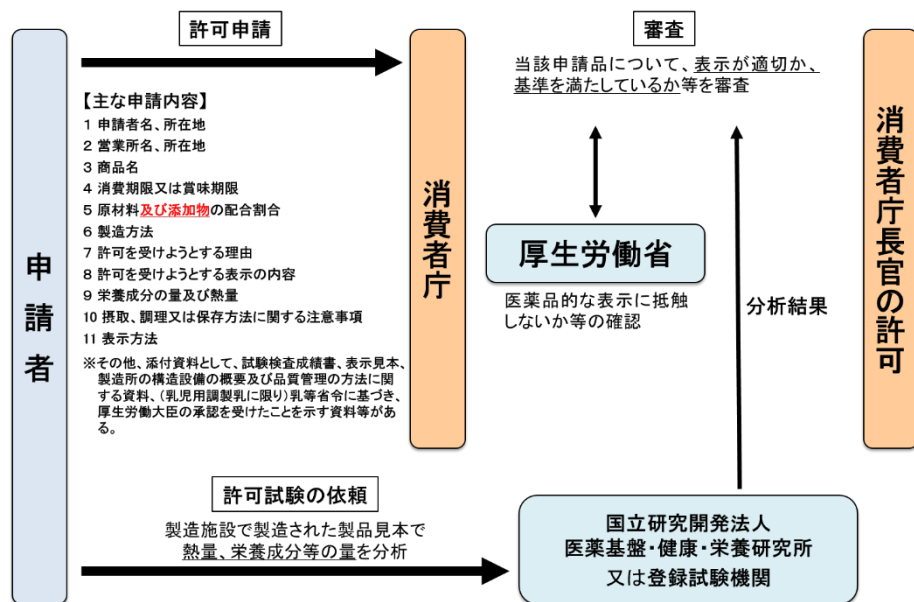 申請者
許可申請
【主な申請内容】
1 申請者名、所在地
2 営業所名、所在地
3 商品名
4 消費期限又は賞味期限
5 原材料及び添加物の配合割合
6 製造方法
7 許可を受けようとする理由
8 許可を受けようとする表示の内容
9 栄養成分の量及び熱量
10 摂取、調理又は保存方法に関する注意事項
11 表示方法
※その他、添付資料として、試験検査成績書、表示見本、
製造所の構造設備の概要及び品質管理の方法に関
する資料、（乳児用調製乳に限り）乳等省令に基づき、
厚生労働大臣の承認を受けたことを示す資料等があ
る。
許可試験の依頼
製造施設で製造された製品見本で
熱量、栄養成分等の量を分析
消費者庁
審査
当該申請品について、表示が適切か、
基準を満たしているか等を審査
厚生労働省
医薬品的な表示に抵触
しないか等の確認
分析結果
国立研究開発法人
医薬基盤・健康・栄養研究所
又は登録試験機関
消費者庁長官の許可